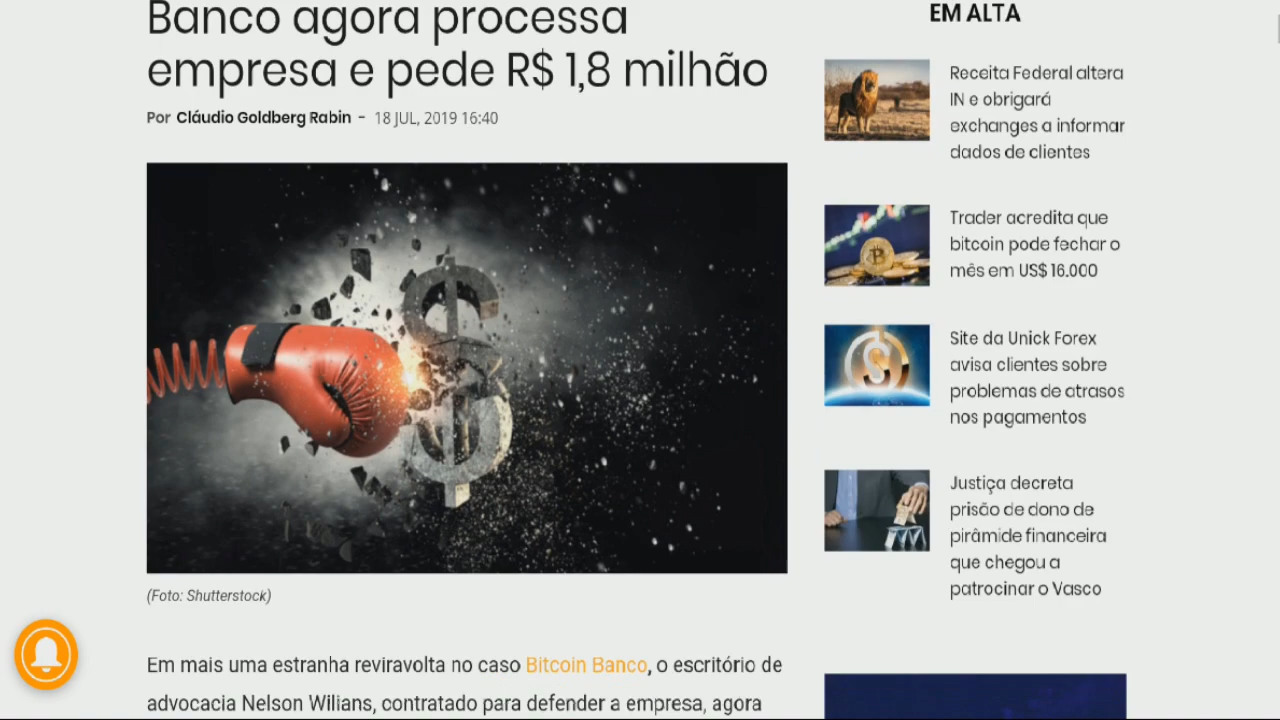 Banco agora processa
empresa e pede R$ 1,8 milhão
Por Cláudio Goldberg Rabin - 18 JUL, 2019 16:40
(Foto: Shutterstock)
Em mais uma estranha reviravolta no caso Bitcoin Banco, o escritório de
advocacia Nelson Wilians, contratado para defender a empresa, agora
EM ALTA
Receita Federal altera
IN e obrigará
exchanges a informar
dados de clientes
Trader acredita que
bitcoin pode fechar o
mês em US$ 16.000
Site da Unick Forex
avisa clientes sobre
problemas de atrasos
nos pagamentos
Justiça decreta
prisão de dono de
pirâmide financeira
que chegou a
patrocinar o Vasco